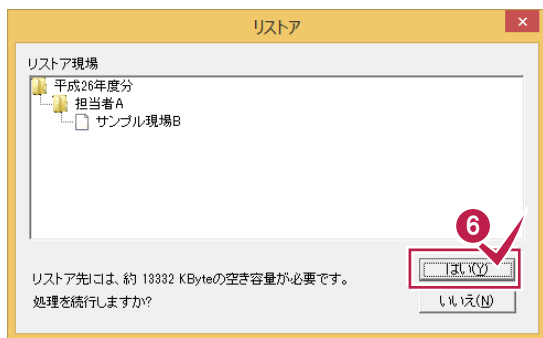 リストア
リストア現場
平成26年度分
担当者A
サンプル現場B
6
はい(Y)
リストア先には、約 13332 KByteの空き容量が必要です。
処理を続行しますか?
いいえ(N)